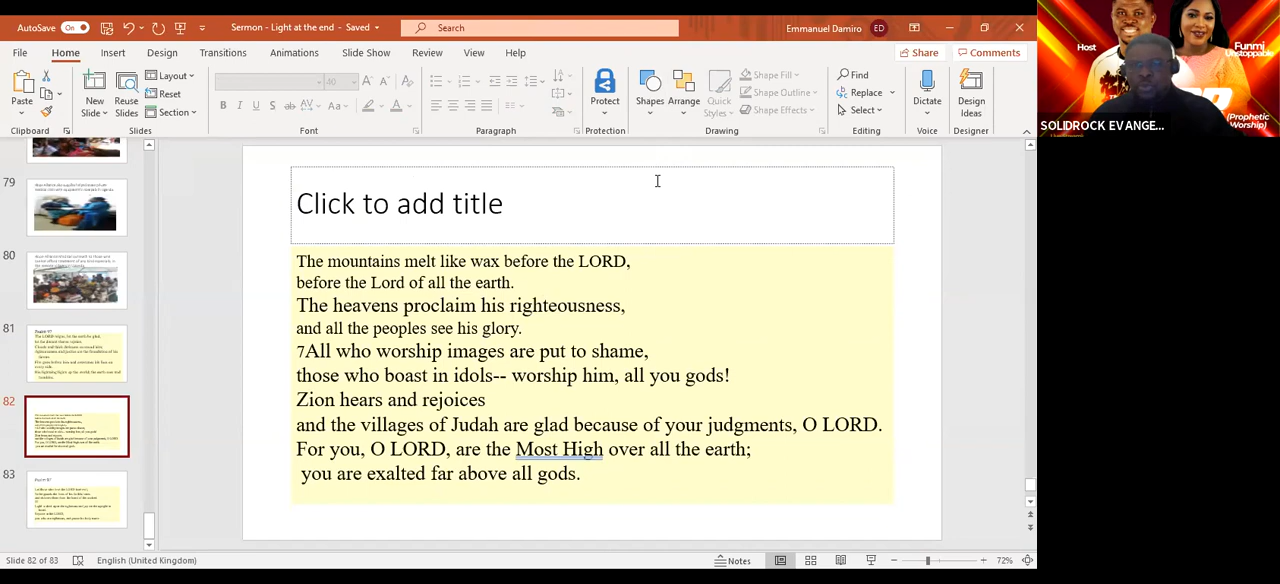 AutoSave On Sermon - Light at the end - Saved Search Emmanuel Damiro ED
File Home Insert Design Transitions Animations Slide Show Review View Help Share Comments
Paste
Clipboard
New Slide
Reuse Slides
Layout
Reset
Section
Slides
40
Font
Paragraph
Protect
Protection
Shapes
Arrange
Quick Styles
Shape Fill
Shape Outline
Shape Effects
Drawing
Find
Replace
Select
Editing
Dictate
Voice
Design Ideas
Designer
Host
Funmi
Unstoppable
(Prophetic Worship)
SOLIDROCK EVANGE...
79
80
81
82
83
Click to add title
The mountains melt like wax before the LORD,
before the Lord of all the earth.
The heavens proclaim his righteousness,
and all the peoples see his glory.
7All who worship images are put to shame,
those who boast in idols-- worship him, all you gods!
Zion hears and rejoices
and the villages of Judah are glad because of your judgments, O LORD.
For you, O LORD, are the Most High over all the earth;
you are exalted far above all gods.
Slide 82 of 83 English (United Kingdom) Notes 72%